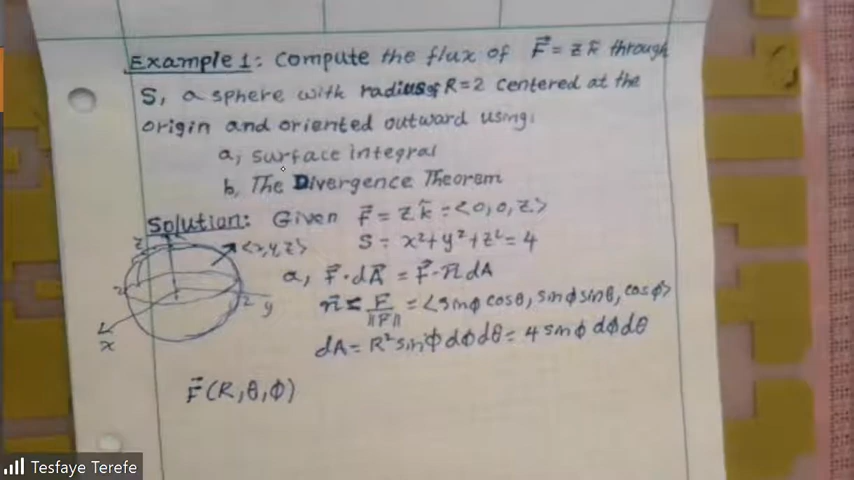 Example 1: Compute the flux of F⃗ = z k⃗ through
S, a sphere with radius of R=2 centered at the
origin and oriented outward using:
a, surface integral
b, The Divergence Theorem
Solution: Given F⃗ = z k⃗ = <0, 0, z>
S = x²+y²+z² = 4
z
<x,y,z>
a, F⃗·dA⃗ = F⃗·n⃗ dA
2
2
y
x
n⃗ = F/||F|| = <sinφ cosθ, sinφ sinθ, cosφ>
dA = R² sinφ dφ dθ = 4 sinφ dφ dθ
F⃗(R, θ, φ)
Tesfaye Terefe